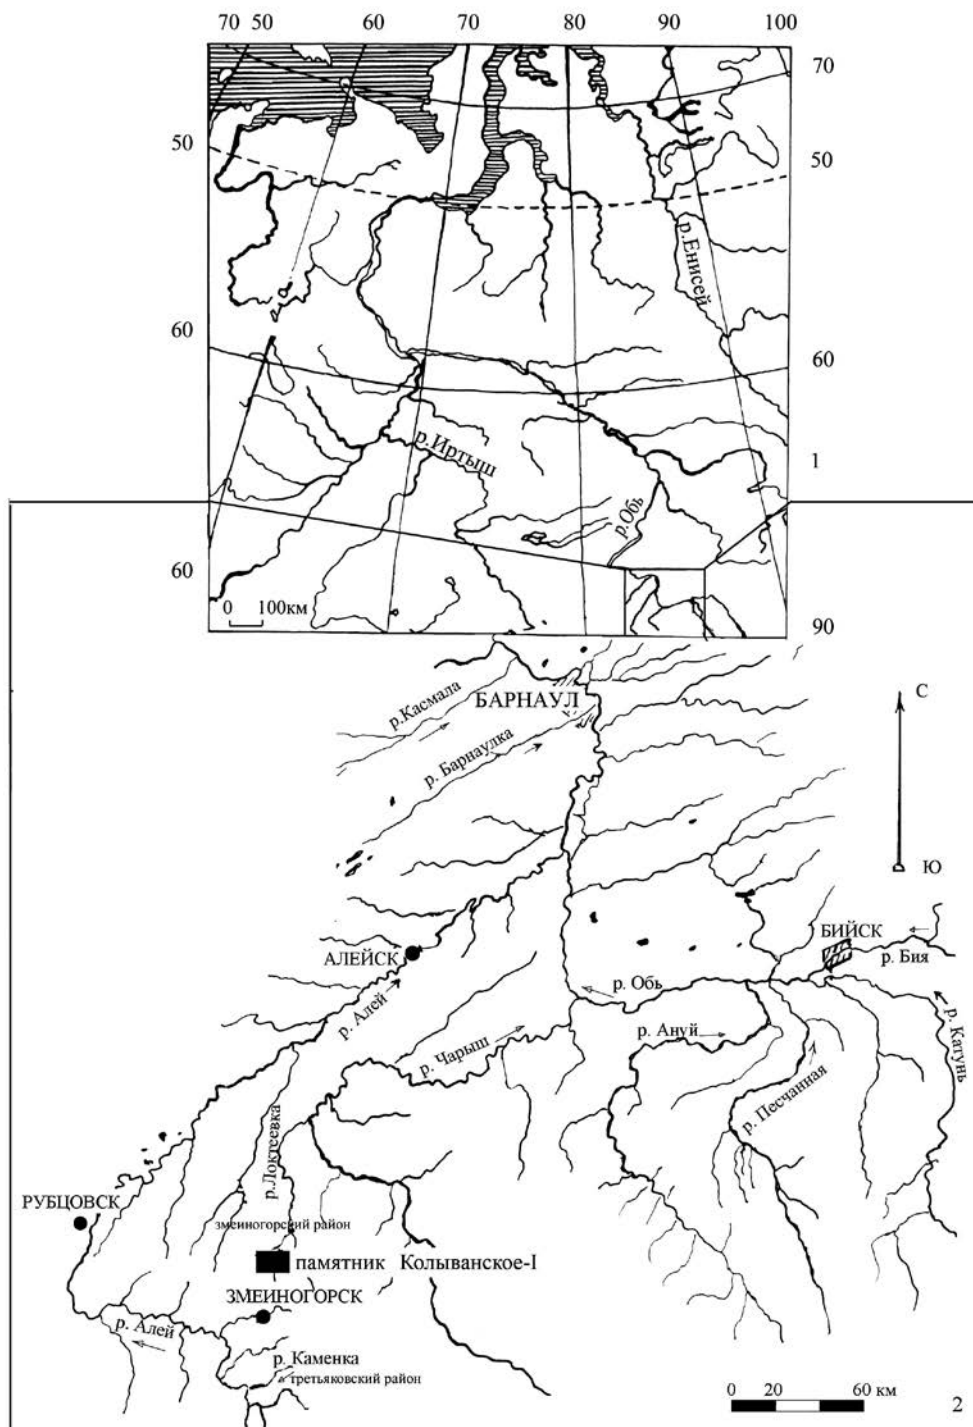 70 50 60 70 80 100
70
50
50
р.Енисей
60
60
р.Иртыш
1
р.Обь
60
0 100км
90
р.Касмала
БАРНАУЛ
С
р. Барнаулка
Ю
БИЙСК
АЛЕЙСК
р. Бия
р. Обь
р. Алей
р. Ануй
р. Чарыш
р. Катунь
р. Песчанная
р.Локтеевка
РУБЦОВСК
змеиногорский район
памятник Колыванское-I
ЗМЕИНОГОРСК
р. Алей
р. Каменка
третьяковский район
0 20 60 км
2